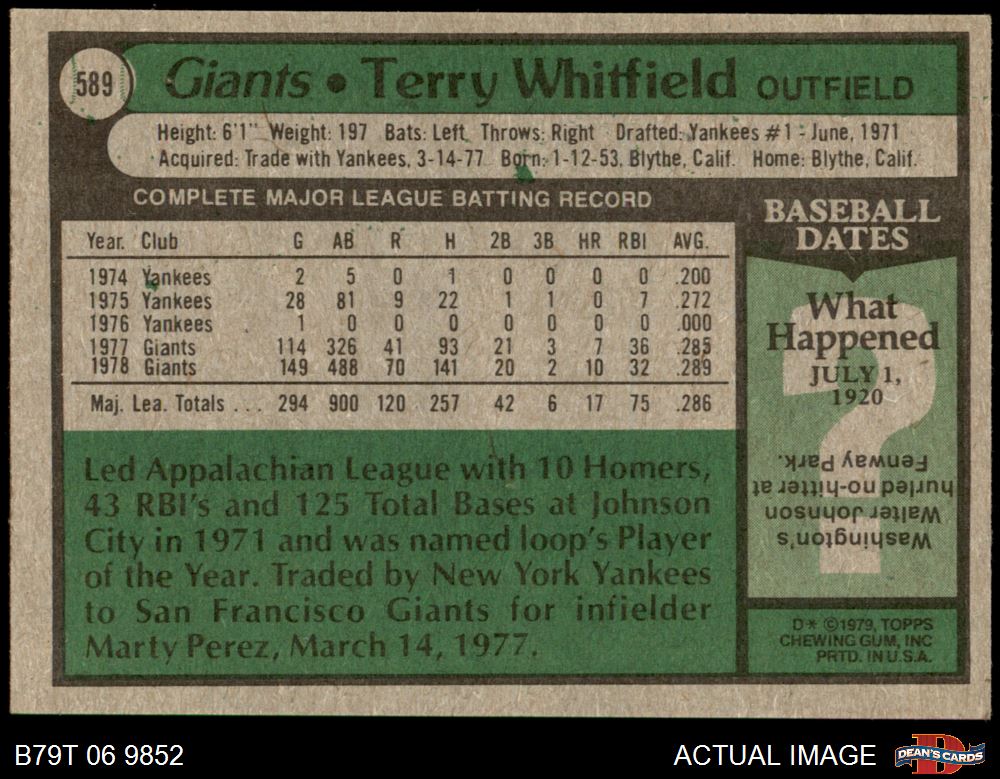 589 Giants • Terry Whitfield OUTFIELD
Height: 6'1" Weight: 197 Bats: Left Throws: Right Drafted: Yankees #1 - June, 1971
Acquired: Trade with Yankees, 3-14-77 Born: 1-12-53, Blythe, Calif. Home: Blythe, Calif.
COMPLETE MAJOR LEAGUE BATTING RECORD
Year. Club G AB R H 2B 3B HR RBI AVG.
1974 Yankees 2 5 0 1 0 0 0 0 .200
1975 Yankees 28 81 9 22 1 1 0 7 .272
1976 Yankees 1 0 0 0 0 0 0 0 .000
1977 Giants 114 326 41 93 21 3 7 36 .285
1978 Giants 149 488 70 141 20 2 10 32 .289
Maj. Lea. Totals . . . 294 900 120 257 42 6 17 75 .286
Led Appalachian League with 10 Homers,
43 RBI's and 125 Total Bases at Johnson
City in 1971 and was named loop's Player
of the Year. Traded by New York Yankees
to San Francisco Giants for infielder
Marty Perez, March 14, 1977.
BASEBALL
DATES
What
Happened
JULY 1,
1920
?
Washington's
Walter Johnson
hurled no-hitter at
Fenway Park.
D* ©1979, TOPPS
CHEWING GUM, INC
PRTD. IN U.S.A.
B79T 06 9852
ACTUAL IMAGE
D
DEAN'S CARDS